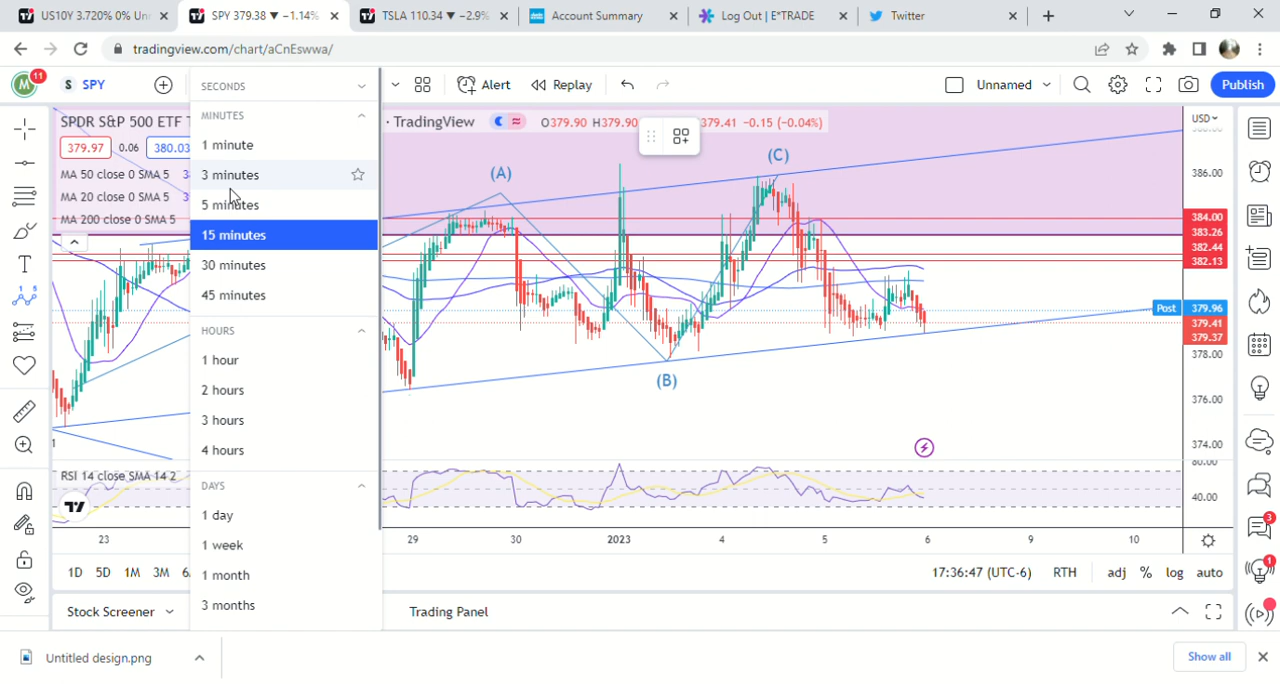 US10Y 3.720% 0% Un
SPY 379.38 ▼ −1.14%
TSLA 110.34 ▼ −2.9%
Account Summary
Log Out | E*TRADE
Twitter
tradingview.com/chart/aCnEswwa/
M
11
S
SPY
Alert
Replay
Unnamed
Publish
SECONDS
MINUTES
1 minute
3 minutes
5 minutes
15 minutes
30 minutes
45 minutes
HOURS
1 hour
2 hours
3 hours
4 hours
DAYS
1 day
1 week
1 month
3 months
SPDR S&P 500 ETF T
· TradingView
O379.90 H379.90
379.41 −0.15 (−0.04%)
379.97
0.06
380.03
MA 50 close 0 SMA 5
MA 20 close 0 SMA 5
MA 200 close 0 SMA 5
(A)
(B)
(C)
USD
386.00
384.00
383.26
382.44
382.13
Post
379.96
379.41
379.37
378.00
376.00
374.00
RSI 14 close SMA 14 2
80.00
40.00
23
29
30
2023
4
5
6
9
10
1D
5D
1M
3M
17:36:47 (UTC-6)
RTH
adj
%
log
auto
Stock Screener
Trading Panel
3
1
Untitled design.png
Show all